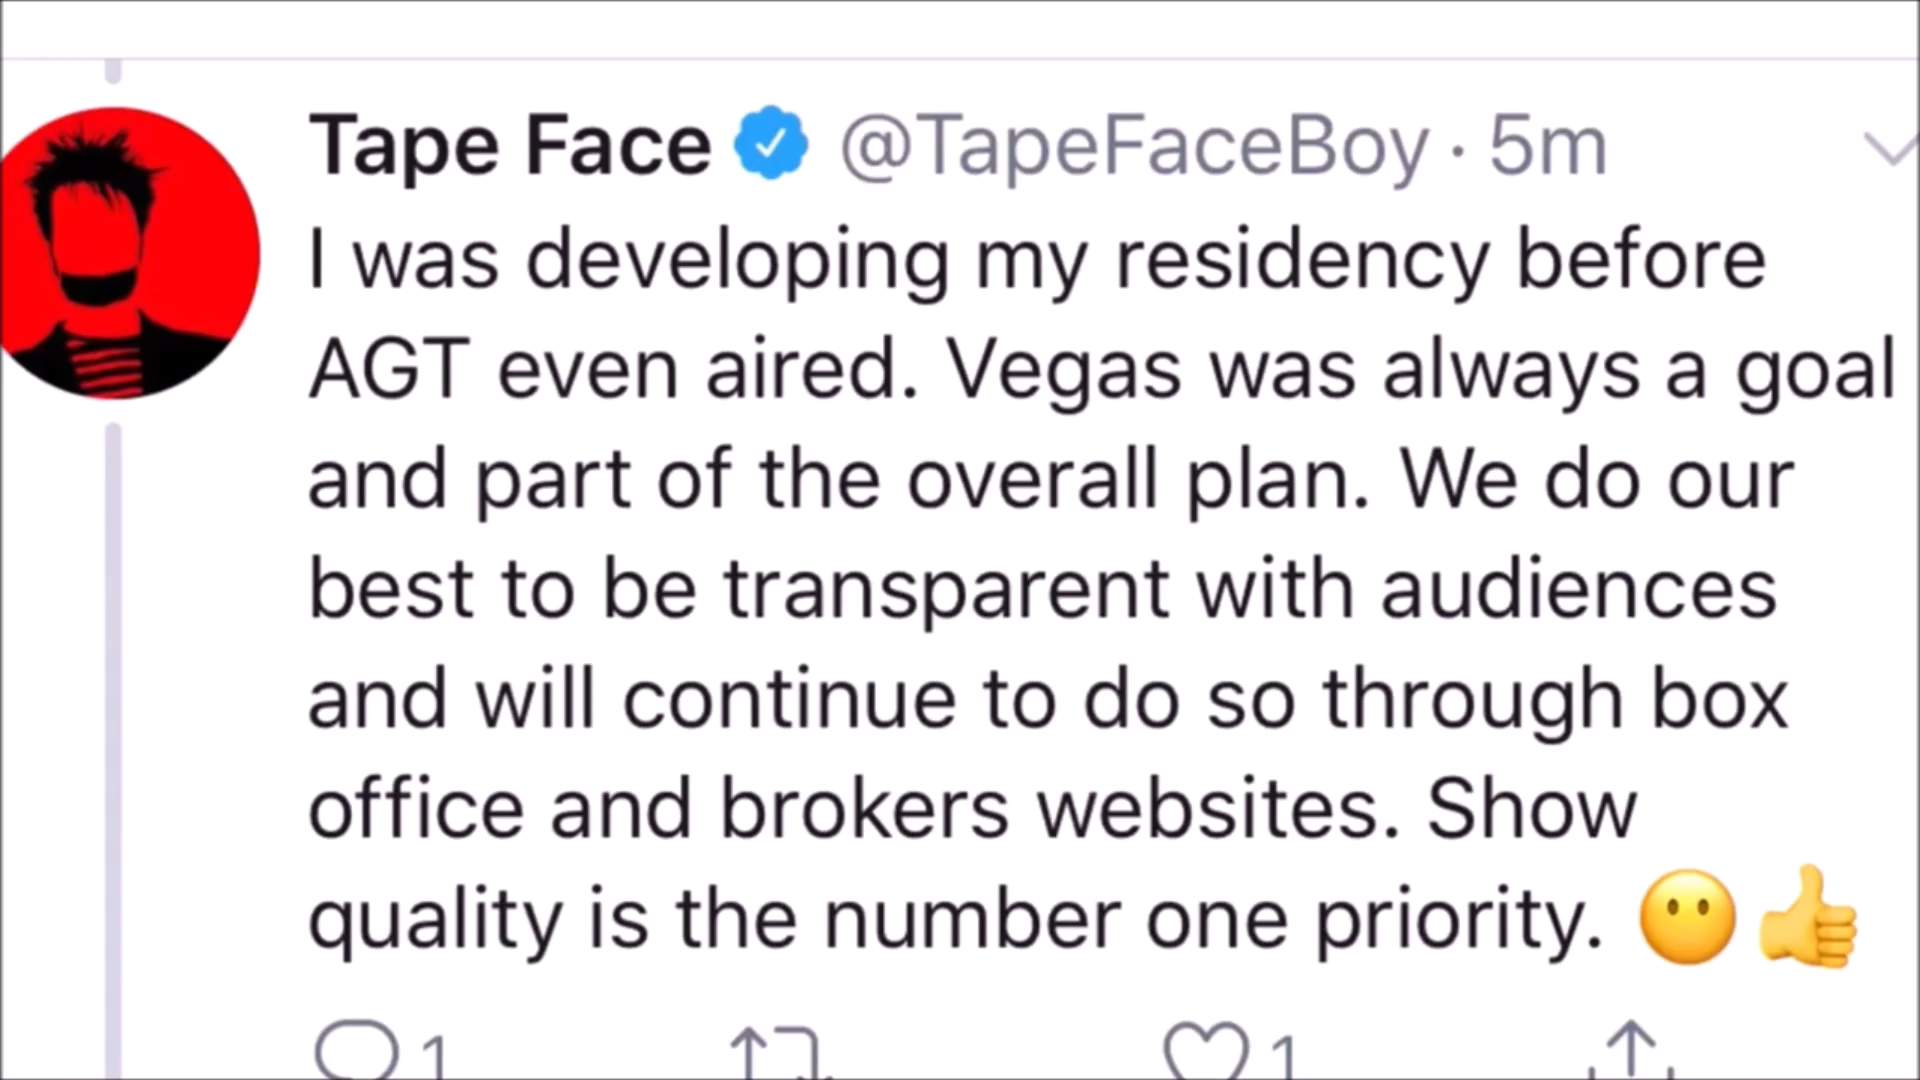 Tape Face @TapeFaceBoy · 5m
I was developing my residency before
AGT even aired. Vegas was always a goal
and part of the overall plan. We do our
best to be transparent with audiences
and will continue to do so through box
office and brokers websites. Show
quality is the number one priority. 😶👍
1 1